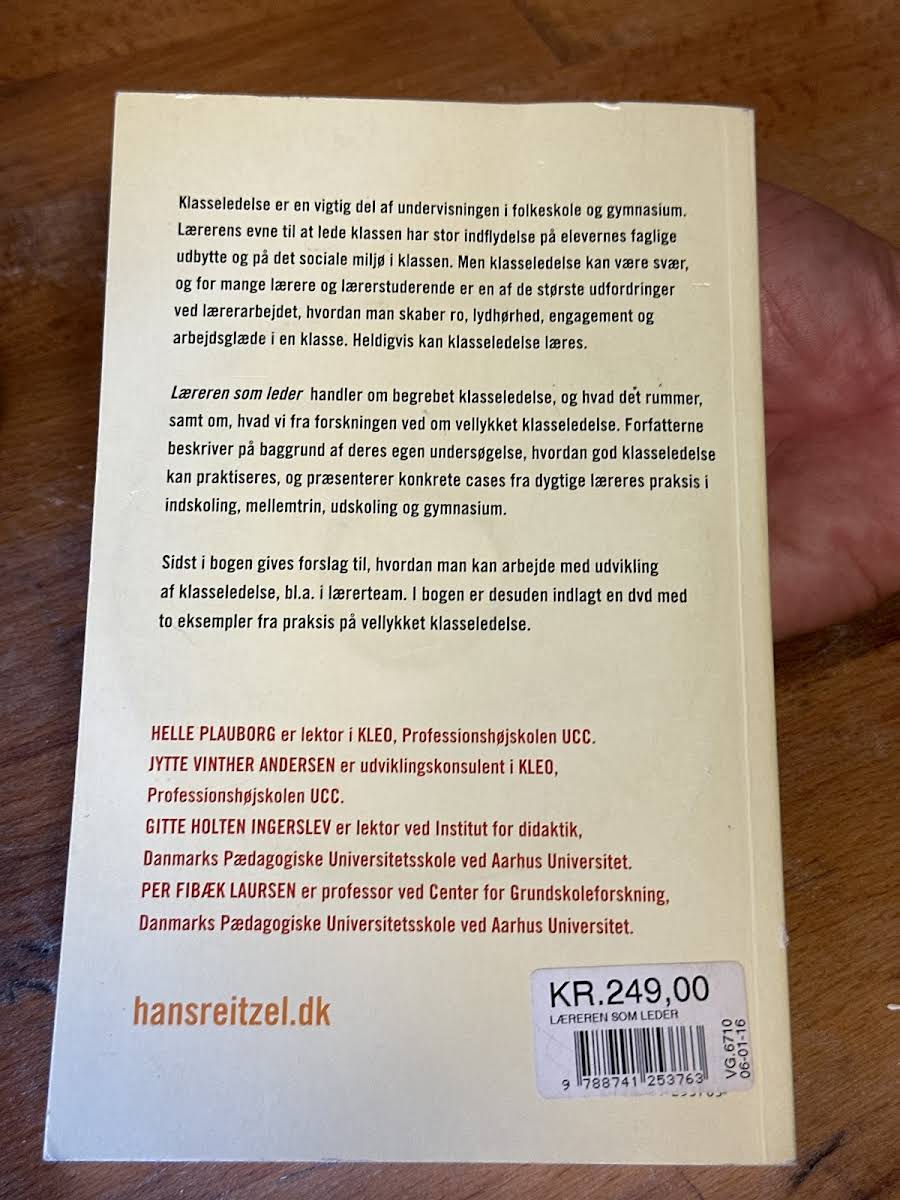 Klasseledelse er en vigtig del af undervisningen i folkeskole og gymnasium.
Lærerens evne til at lede klassen har stor indflydelse på elevernes faglige
udbytte og på det sociale miljø i klassen. Men klasseledelse kan være svær,
og for mange lærere og lærerstuderende er en af de største udfordringer
ved lærerarbejdet, hvordan man skaber ro, lydhørhed, engagement og
arbejdsglæde i en klasse. Heldigvis kan klasseledelse læres.
Læreren som leder handler om begrebet klasseledelse, og hvad det rummer,
samt om, hvad vi fra forskningen ved om vellykket klasseledelse. Forfatterne
beskriver på baggrund af deres egen undersøgelse, hvordan god klasseledelse
kan praktiseres, og præsenterer konkrete cases fra dygtige læreres praksis i
indskoling, mellemtrin, udskoling og gymnasium.
Sidst i bogen gives forslag til, hvordan man kan arbejde med udvikling
af klasseledelse, bl.a. i lærerteam. I bogen er desuden indlagt en dvd med
to eksempler fra praksis på vellykket klasseledelse.
HELLE PLAUBORG er lektor i KLEO, Professionshøjskolen UCC.
JYTTE VINTHER ANDERSEN er udviklingskonsulent i KLEO,
Professionshøjskolen UCC.
GITTE HOLTEN INGERSLEV er lektor ved Institut for didaktik,
Danmarks Pædagogiske Universitetsskole ved Aarhus Universitet.
PER FIBÆK LAURSEN er professor ved Center for Grundskoleforskning,
Danmarks Pædagogiske Universitetsskole ved Aarhus Universitet.
hansreitzel.dk
KR.249,00
LÆREREN SOM LEDER
9 788741 253763
VG.6710
06-01-16